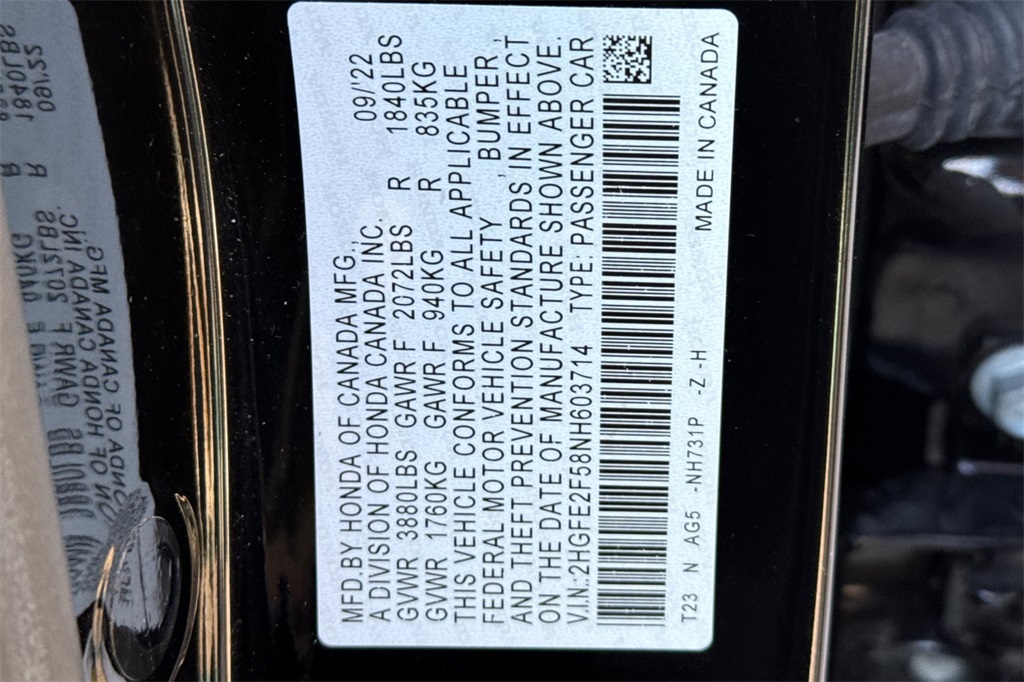 MFD.BY HONDA OF CANADA MFG.,
A DIVISION OF HONDA CANADA INC. 09/'22
GVWR 3880LBS GAWR F 2072LBS R 1840LBS
GVWR 1760KG GAWR F 940KG R 835KG
THIS VEHICLE CONFORMS TO ALL APPLICABLE
FEDERAL MOTOR VEHICLE SAFETY , BUMPER,
AND THEFT PREVENTION STANDARDS IN EFFECT
ON THE DATE OF MANUFACTURE SHOWN ABOVE.
V.I.N.:2HGFE2F58NH603714 TYPE: PASSENGER CAR
T23 N AG5 -NH731P -Z -H MADE IN CANADA